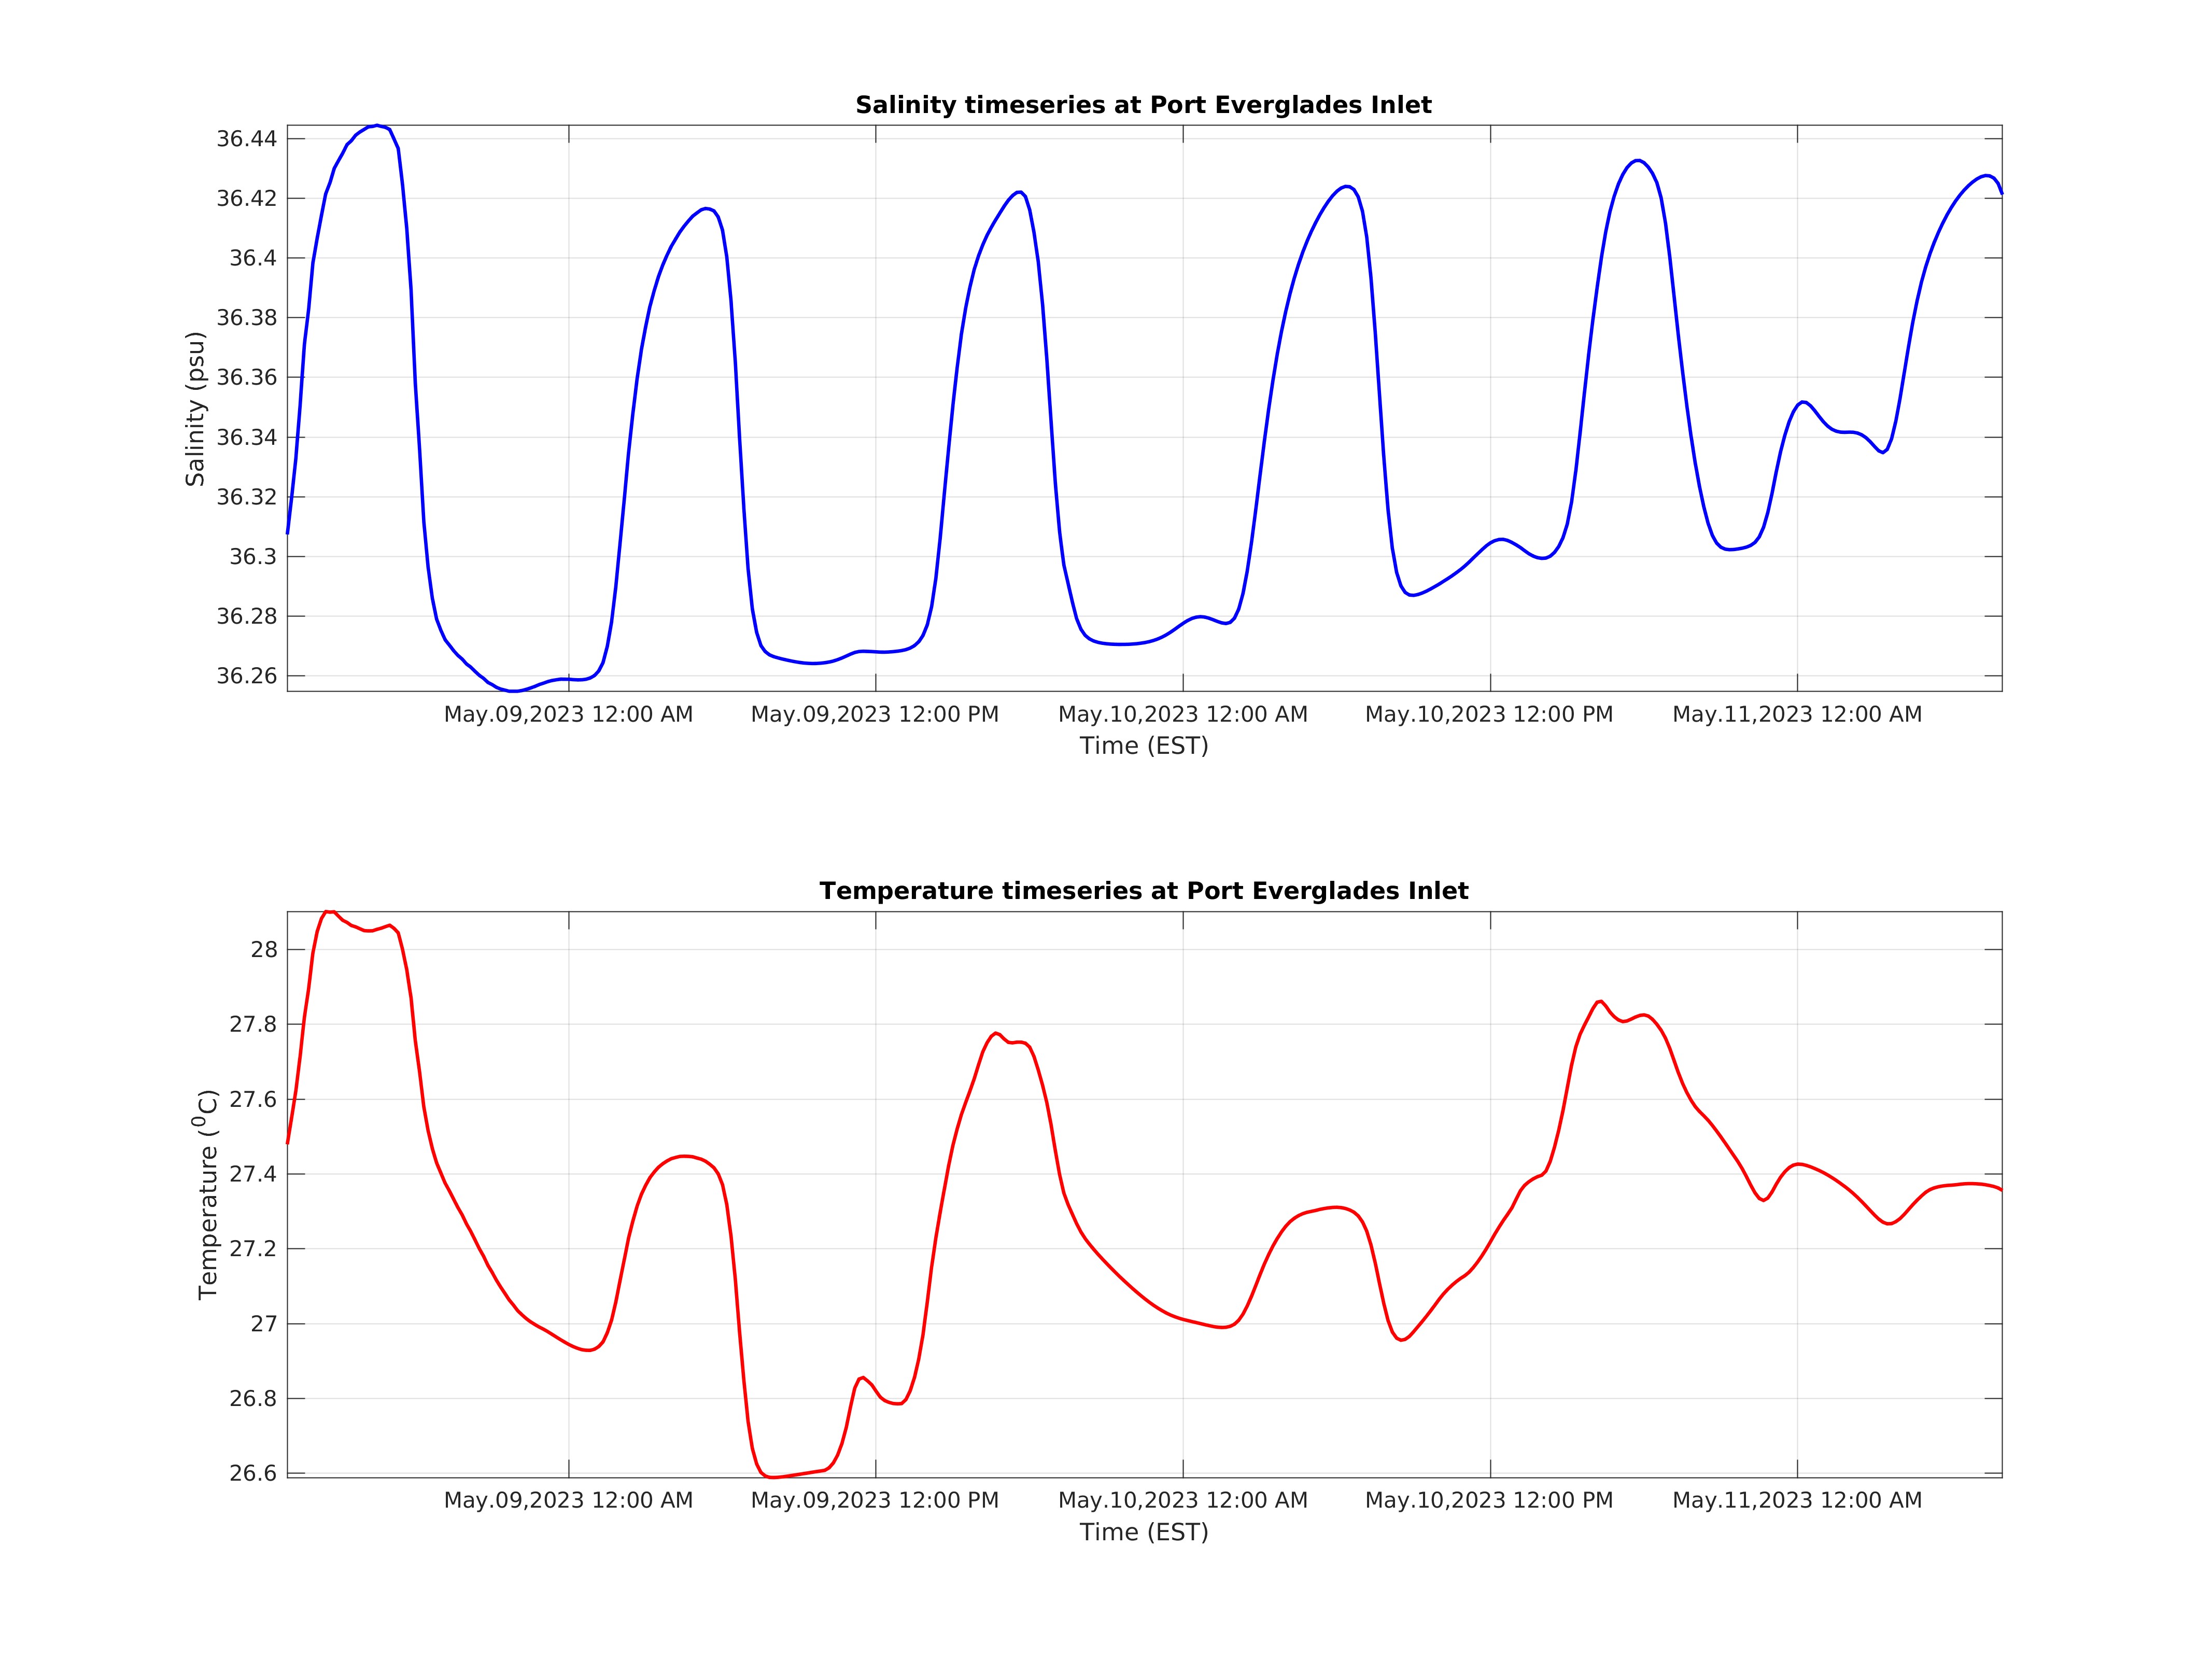 Salinity timeseries at Port Everglades Inlet
Salinity (psu)
36.44
36.42
36.4
36.38
36.36
36.34
36.32
36.3
36.28
36.26
May.09,2023 12:00 AM May.09,2023 12:00 PM May.10,2023 12:00 AM May.10,2023 12:00 PM May.11,2023 12:00 AM
Time (EST)
Temperature timeseries at Port Everglades Inlet
Temperature (⁰C)
28
27.8
27.6
27.4
27.2
27
26.8
26.6
May.09,2023 12:00 AM May.09,2023 12:00 PM May.10,2023 12:00 AM May.10,2023 12:00 PM May.11,2023 12:00 AM
Time (EST)